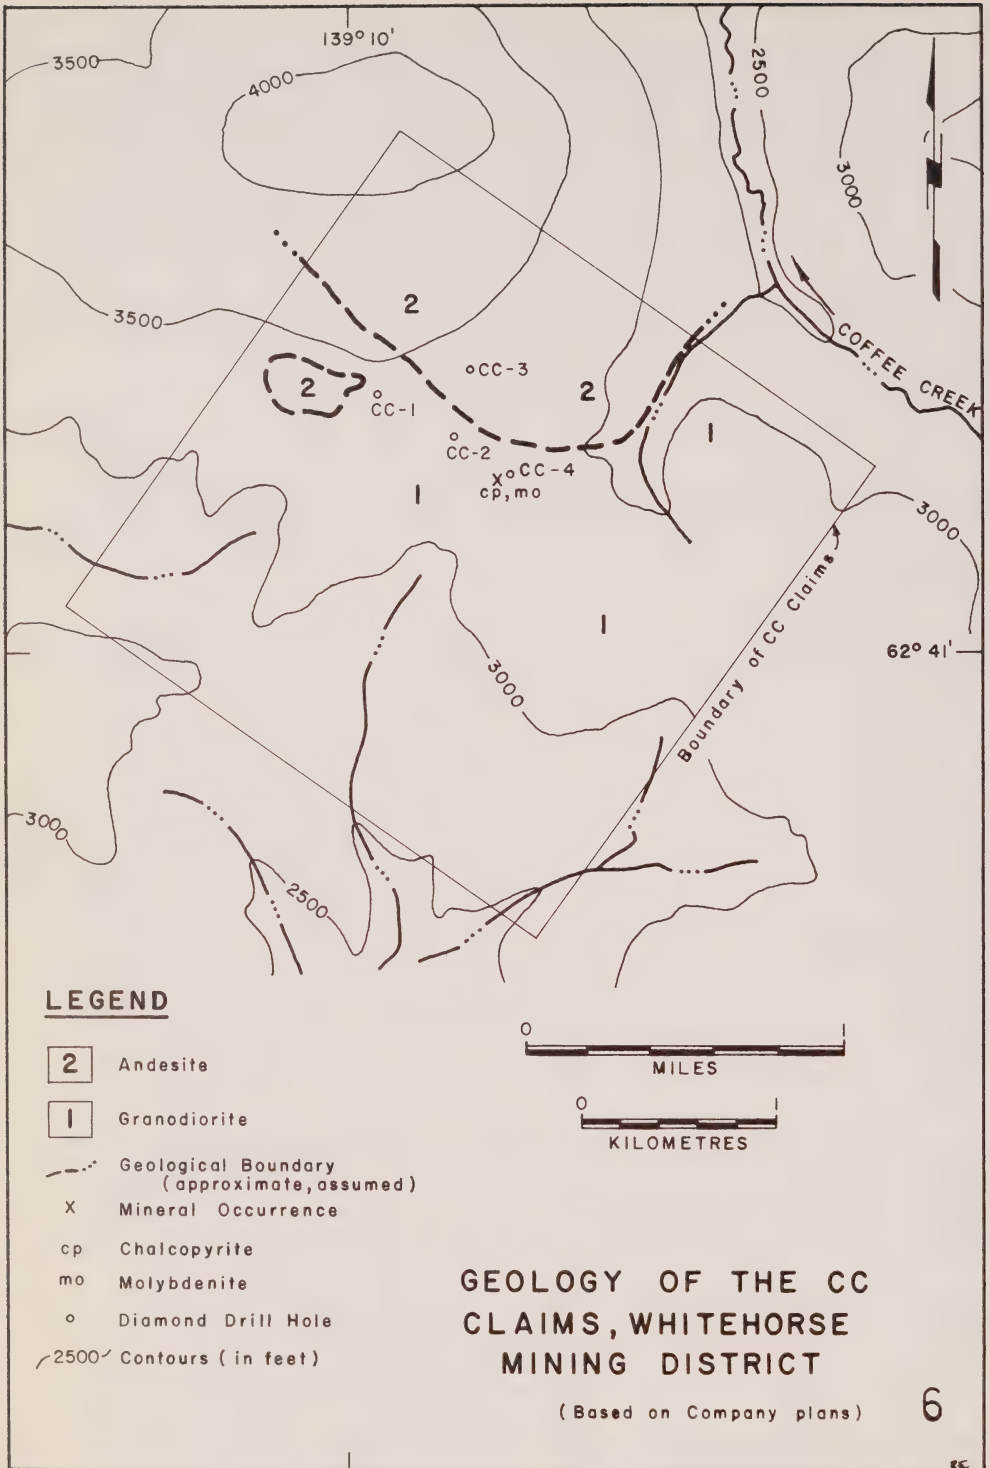 139° 10'
3500
4000
2500
3000
2
3500
COFFEE CREEK
CC-3
2
2
CC-1
1
CC-2
CC-4
X
cp, mo
1
3000
1
62° 41'
Boundary of CC Claims
3000
3000
2500
LEGEND
2 Andesite
1 Granodiorite
Geological Boundary
(approximate, assumed)
X Mineral Occurrence
cp Chalcopyrite
mo Molybdenite
Diamond Drill Hole
2500 Contours (in feet)
0 1
MILES
0 1
KILOMETRES
GEOLOGY OF THE CC
CLAIMS, WHITEHORSE
MINING DISTRICT
(Based on Company plans)
6